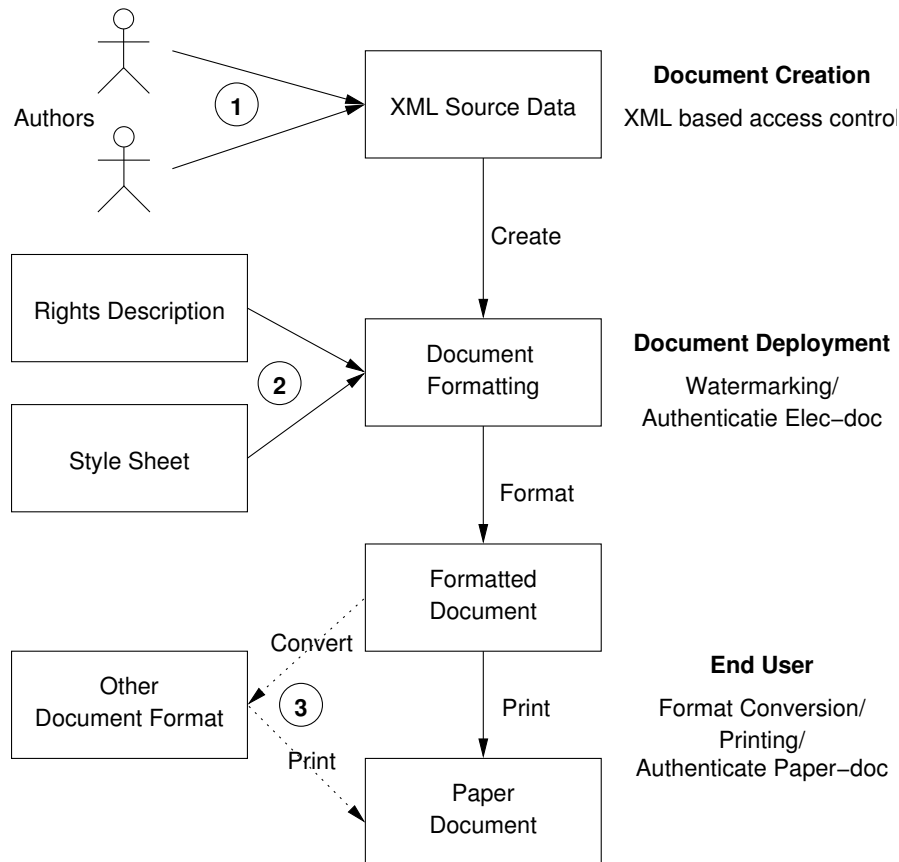 Authors
1
XML Source Data
Document Creation
XML based access control
Create
Rights Description
2
Style Sheet
Document
Formatting
Document Deployment
Watermarking/
Authenticatie Elec−doc
Format
Formatted
Document
Convert
Other
Document Format
3
Print
Print
End User
Format Conversion/
Printing/
Authenticate Paper−doc
Paper
Document